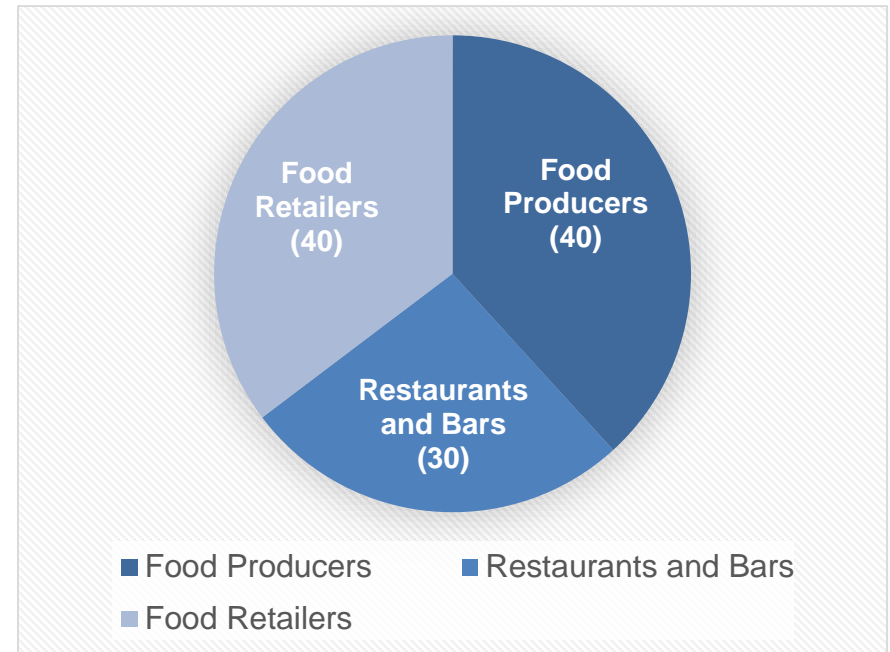 Food
Retailers
(40)
Food
Producers
(40)
Restaurants
and Bars
(30)
Food Producers
Restaurants and Bars
Food Retailers